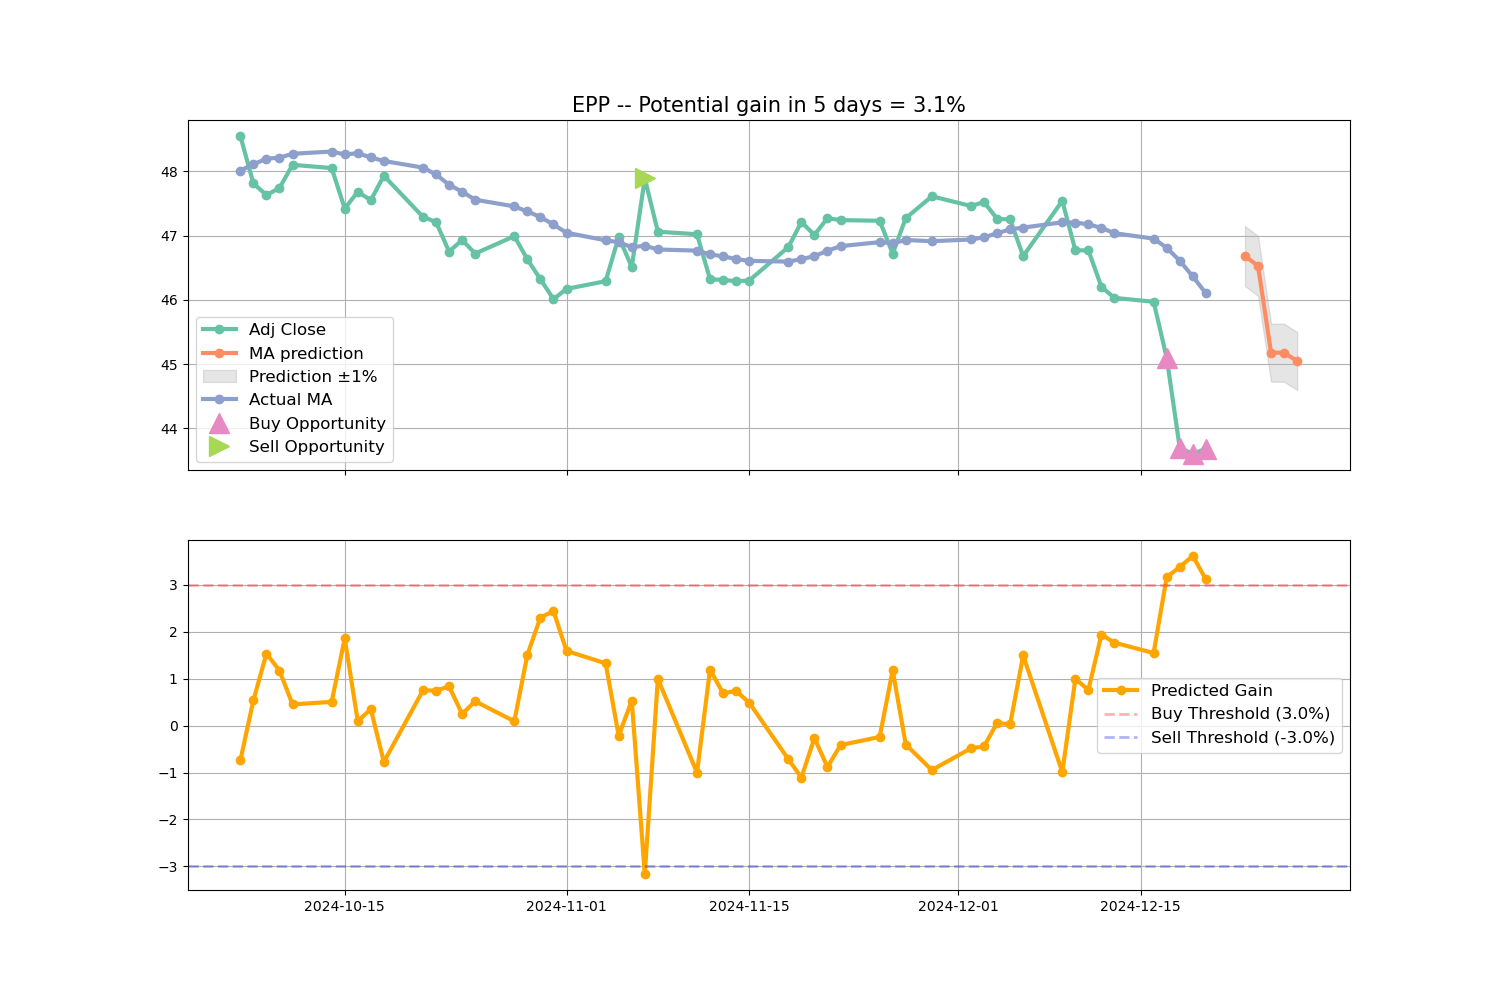 EPP -- Potential gain in 5 days = 3.1%
48
47
46
45
44
Adj Close
MA prediction
Prediction ±1%
Actual MA
Buy Opportunity
Sell Opportunity
3
2
1
0
−1
−2
−3
Predicted Gain
Buy Threshold (3.0%)
Sell Threshold (-3.0%)
2024-10-15
2024-11-01
2024-11-15
2024-12-01
2024-12-15